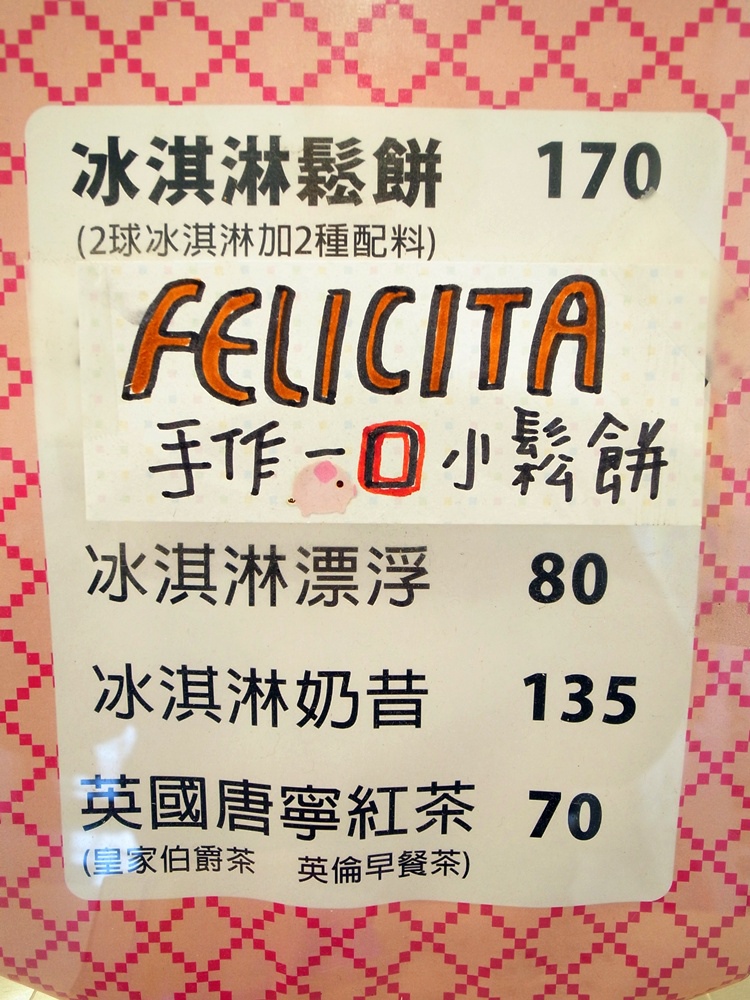 冰淇淋鬆餅 170
(2球冰淇淋加2種配料)
FELICITA
手作一口小鬆餅
冰淇淋漂浮 80
冰淇淋奶昔 135
英國唐寧紅茶 70
(皇家伯爵茶 英倫早餐茶)